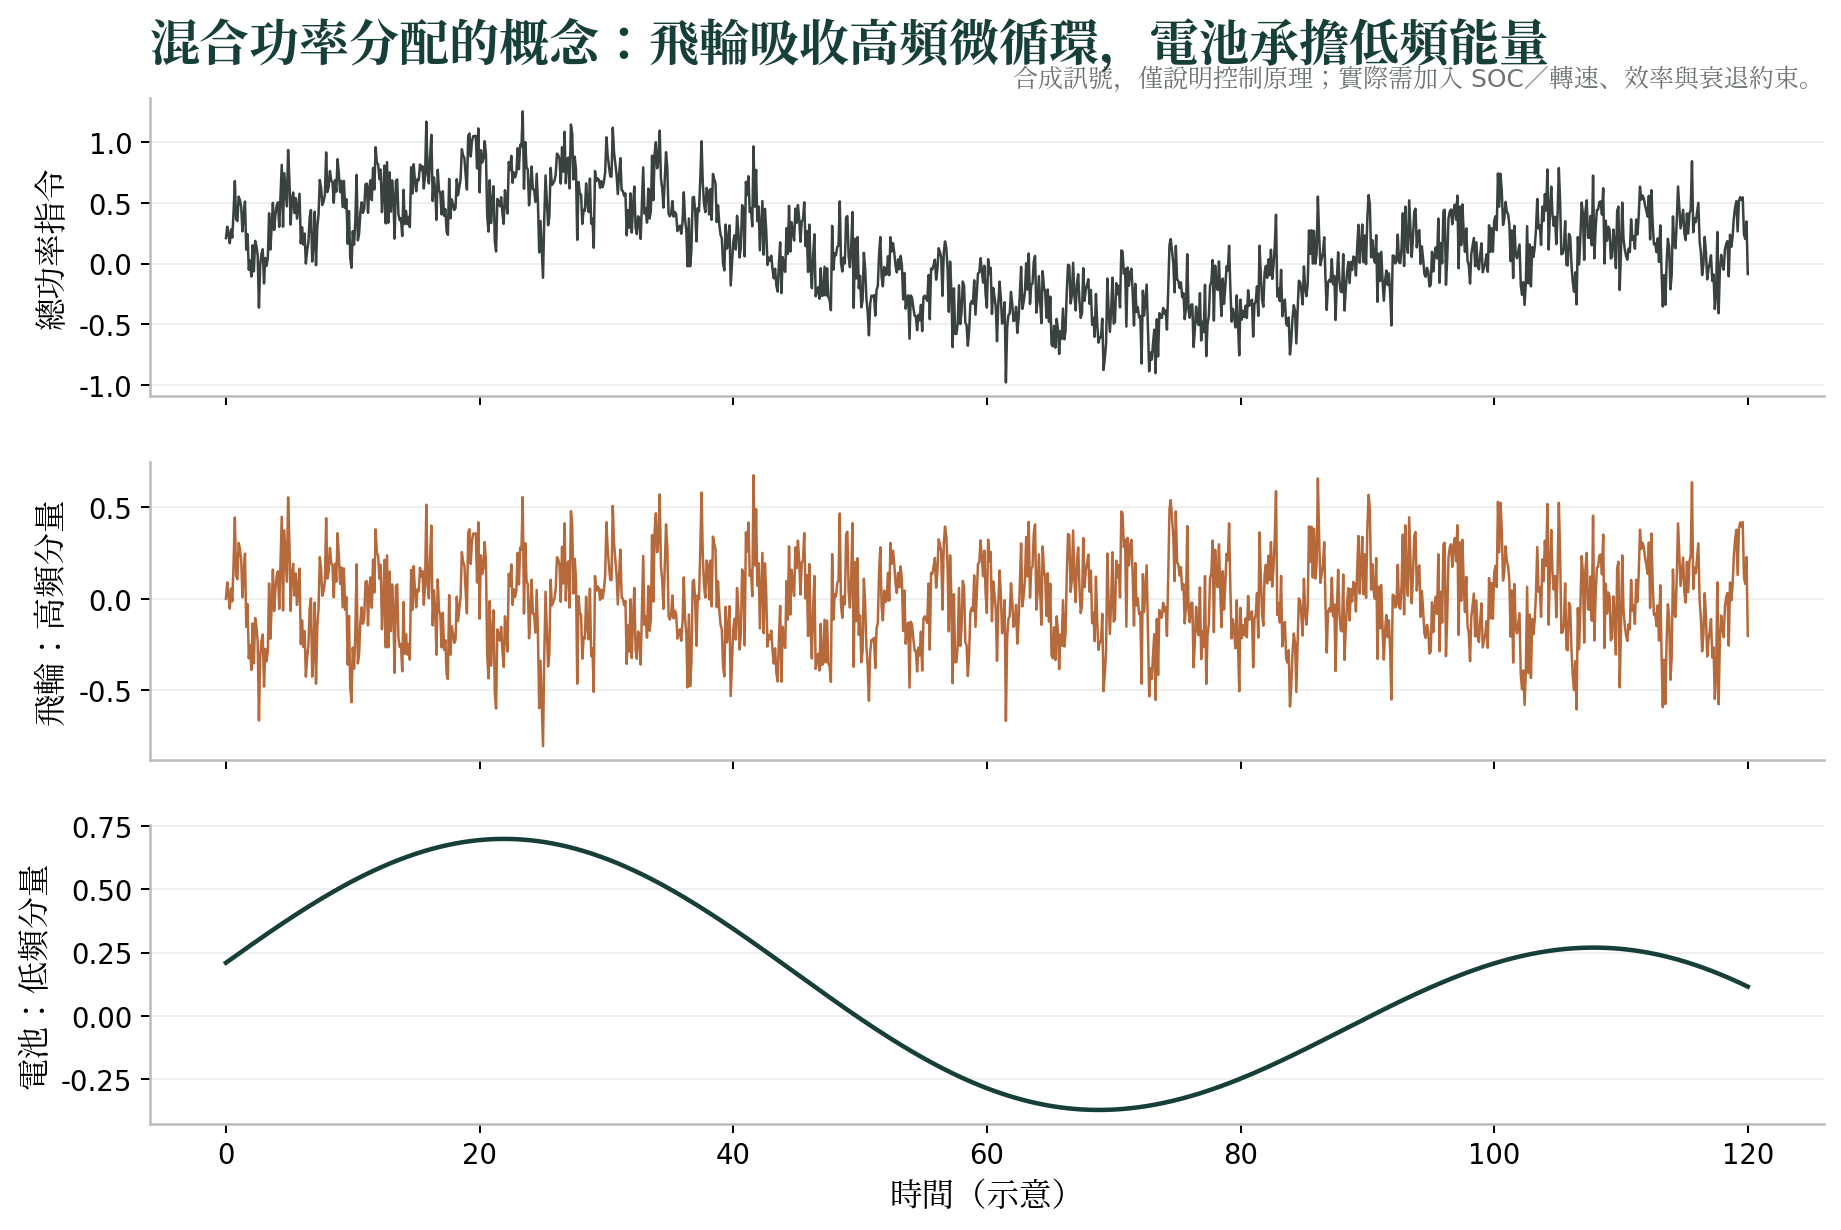 混合功率分配的概念：飛輪吸收高頻微循環，電池承擔低頻能量
合成訊號，僅說明控制原理；實際需加入 SOC／轉速、效率與衰退約束。
總功率指令
1.0
0.5
0.0
-0.5
-1.0
飛輪：高頻分量
0.5
0.0
-0.5
電池：低頻分量
0.75
0.50
0.25
0.00
-0.25
0 20 40 60 80 100 120
時間（示意）